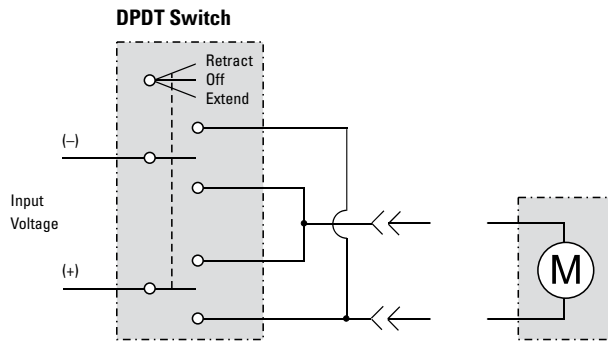 DPDT Switch
Retract
Off
Extend
(–)
Input
Voltage
(+)
M